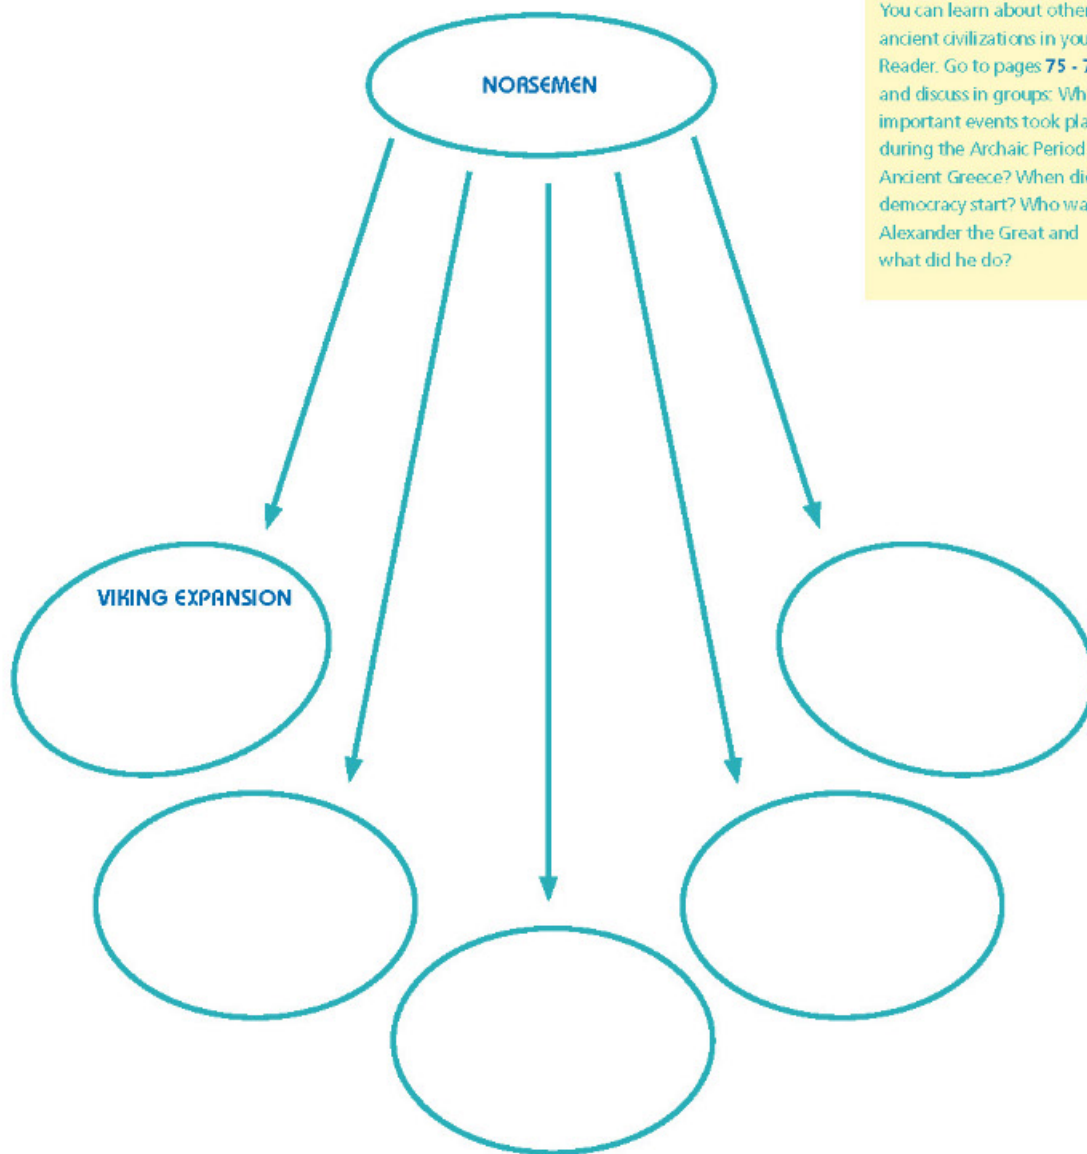 NORSEMEN
You can learn about other
ancient civilizations in you
Reader. Go to pages 75 - 7
and discuss in groups: Wh
important events took pla
during the Archaic Period
Ancient Greece? When did
democracy start? Who wa
Alexander the Great and
what did he do?
VIKING EXPANSION